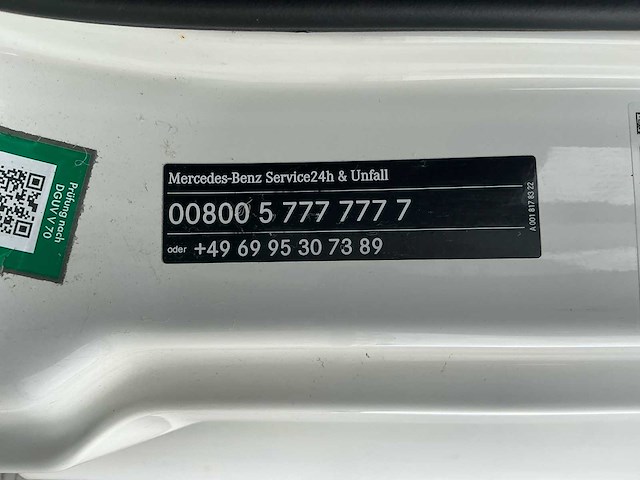 Mercedes-Benz Service24h & Unfall
00800 5 777 777 7
oder +49 69 95 30 73 89
A 001 817 83 22
Prüfung nach
DGUV V 70